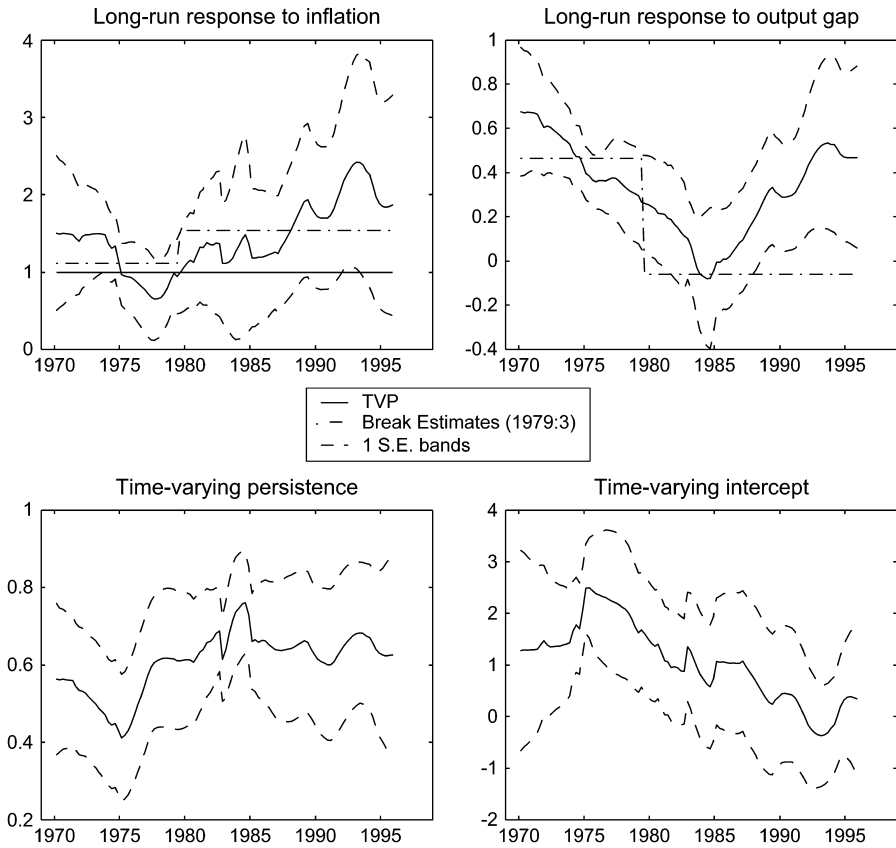 Long-run response to inflation
4
3
2
1
0
1970 1975 1980 1985 1990 1995
Long-run response to output gap
1
0.8
0.6
0.4
0.2
0
-0.4
1970 1975 1980 1985 1990 1995
TVP
Break Estimates (1979:3)
1 S.E. bands
Time-varying persistence
1
0.8
0.6
0.4
0.2
1970 1975 1980 1985 1990 1995
Time-varying intercept
4
3
2
1
0
-1
-2
1970 1975 1980 1985 1990 1995